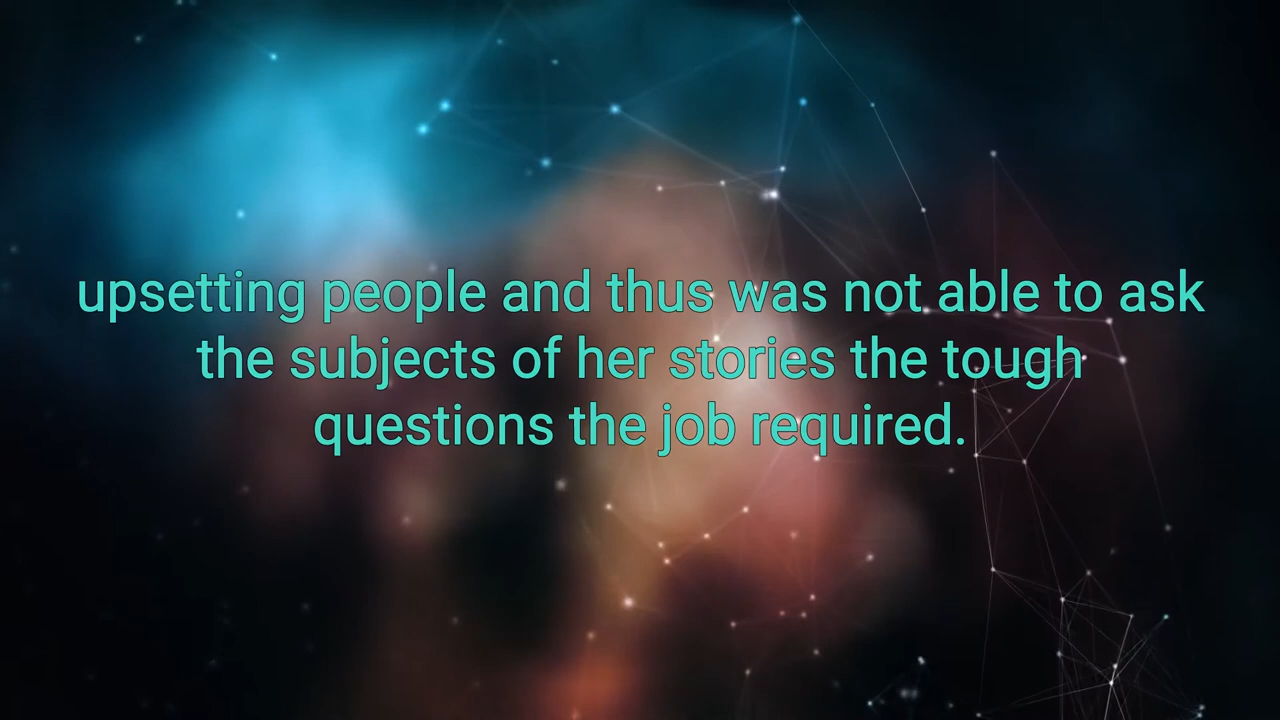 upsetting people and thus was not able to ask
the subjects of her stories the tough
questions the job required.